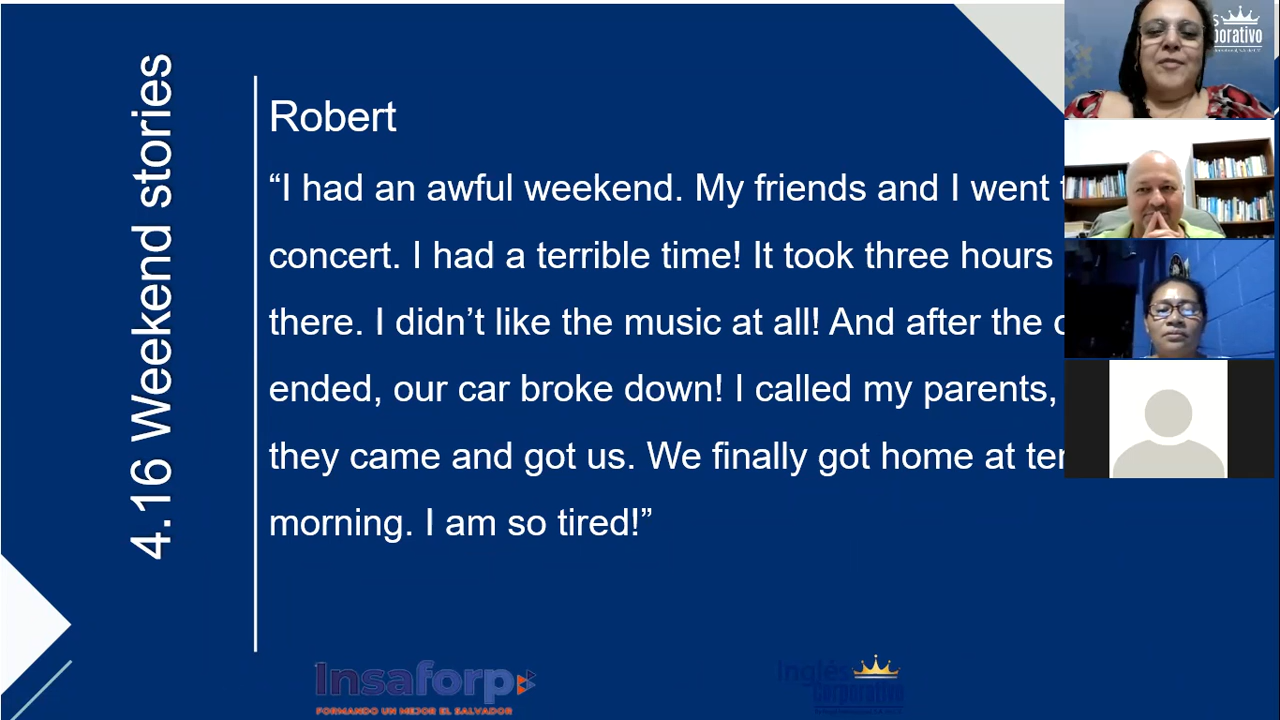 4.16 Weekend stories
Robert
“I had an awful weekend. My friends and I went
concert. I had a terrible time! It took three hours
there. I didn’t like the music at all! And after the
ended, our car broke down! I called my parents,
they came and got us. We finally got home at
morning. I am so tired!”
Insaforp
FORMANDO UN MEJOR EL SALVADOR
Inglés
Corporativo